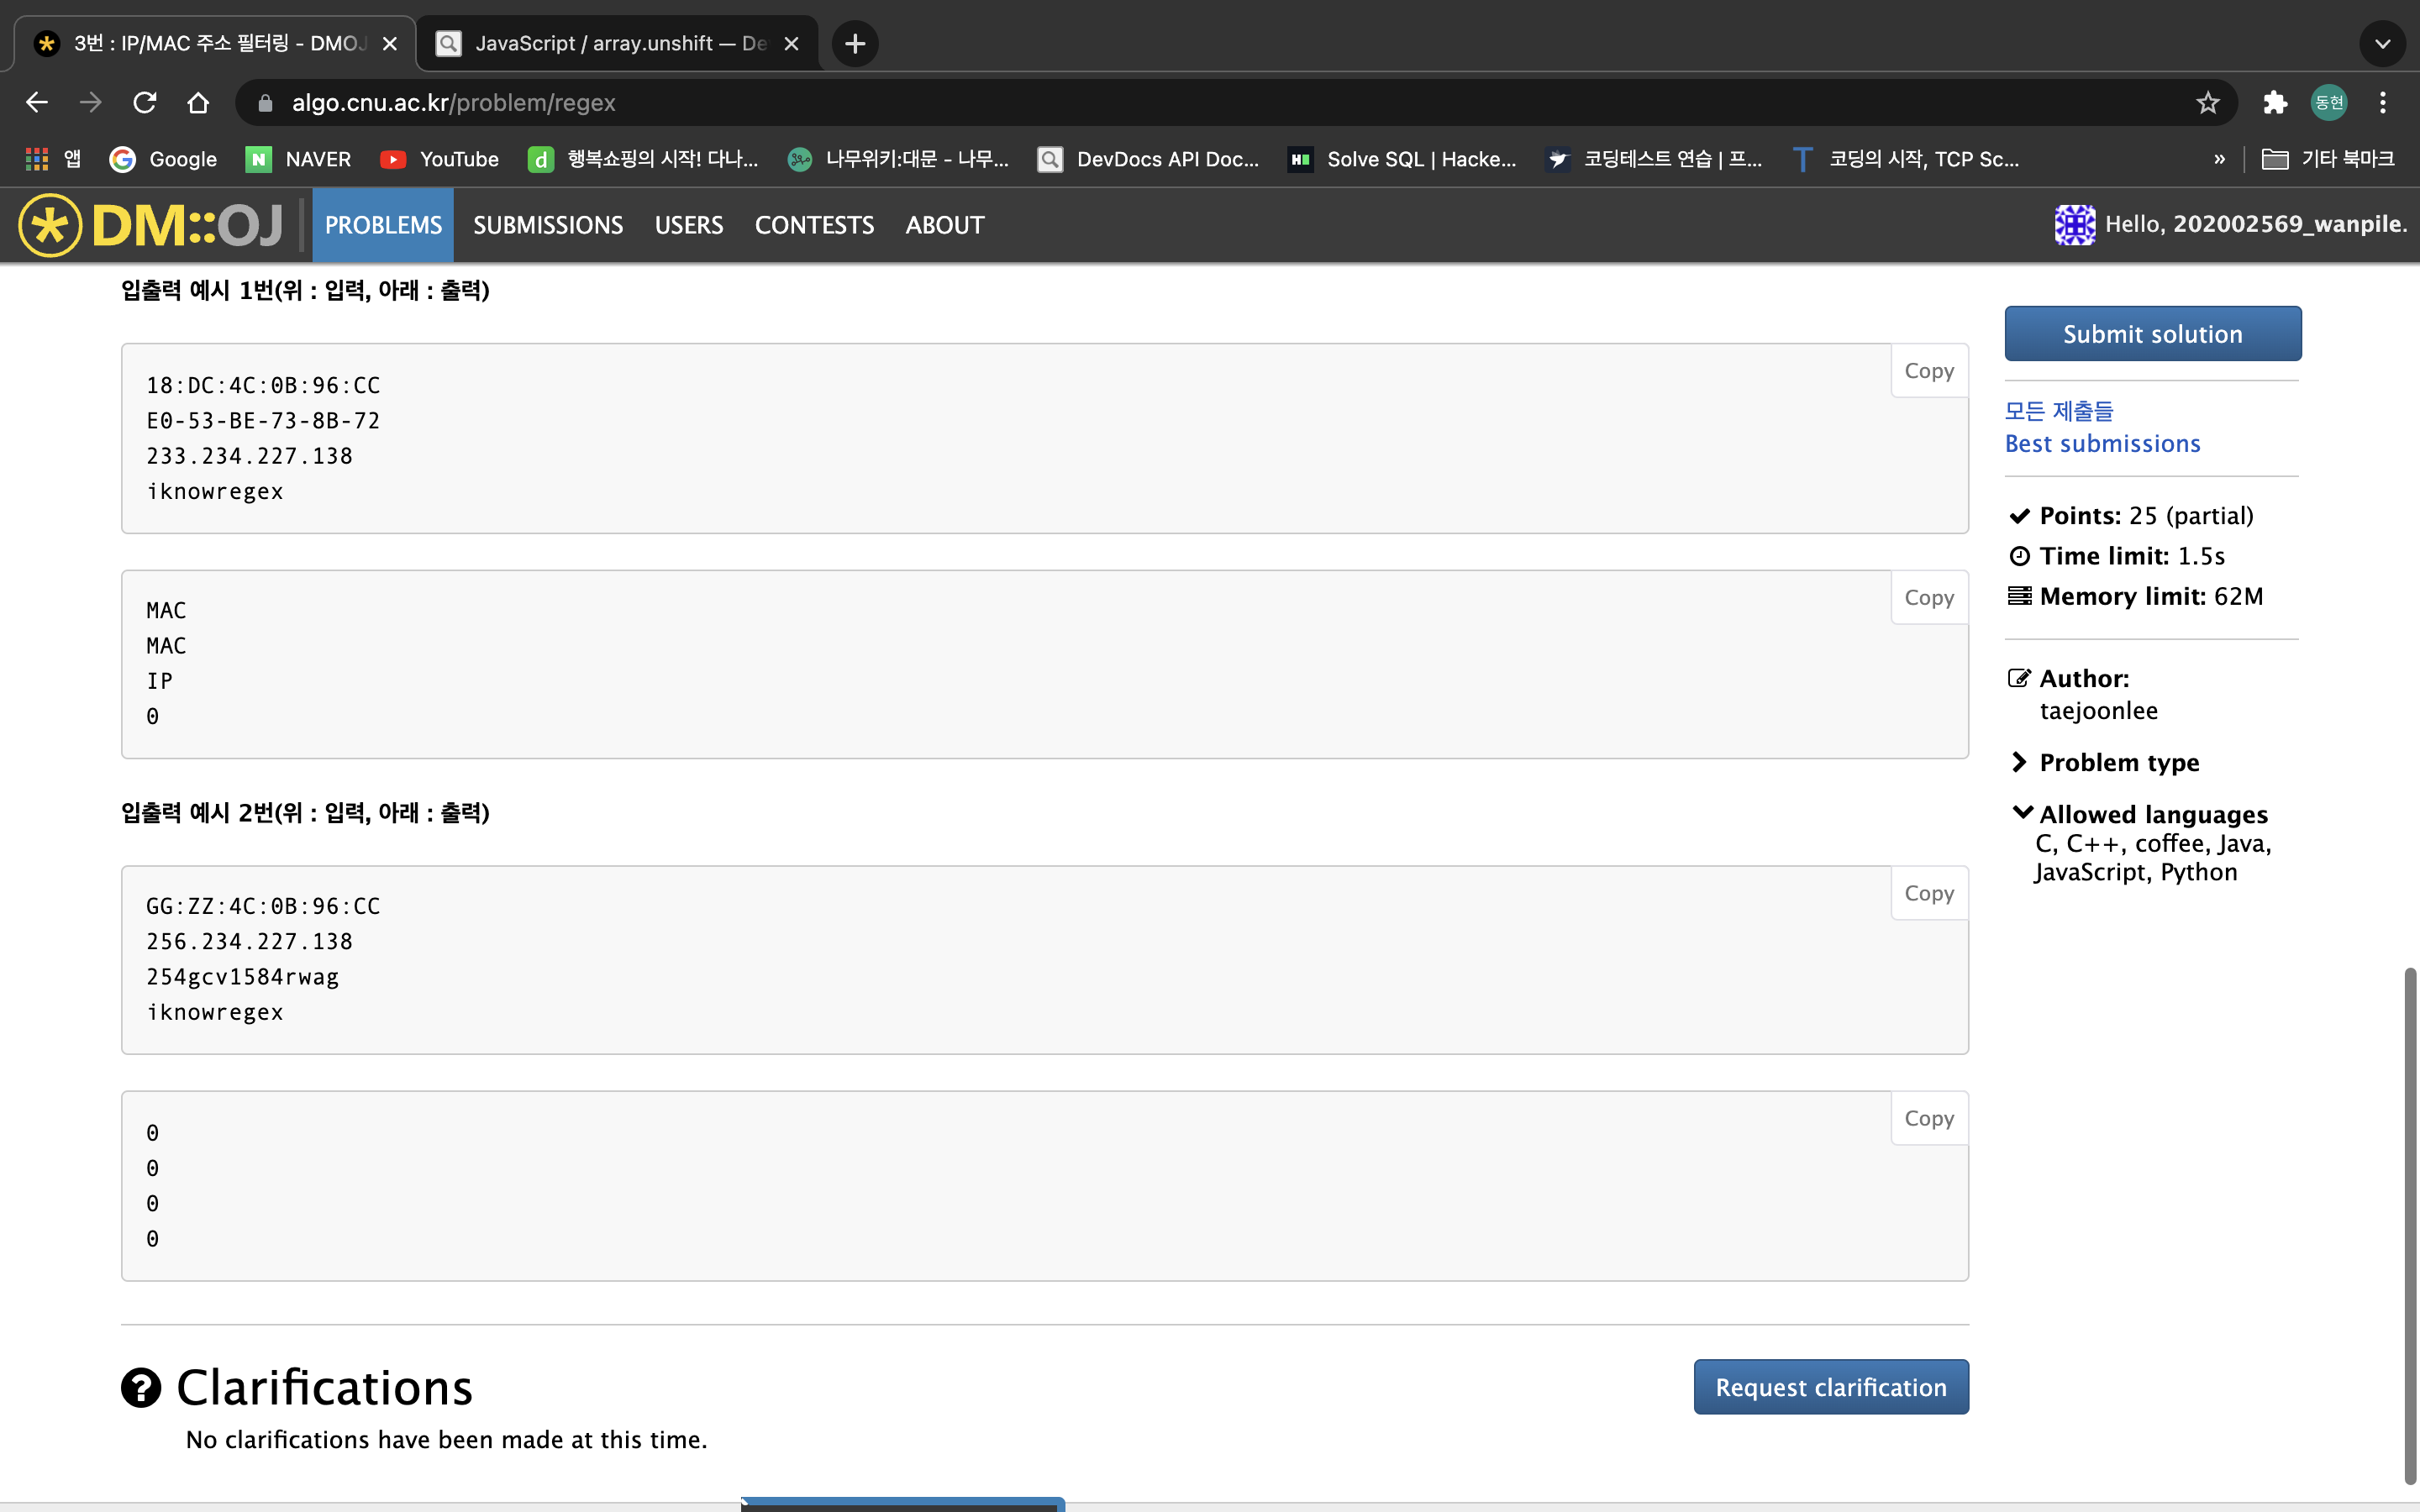 3번 : IP/MAC 주소 필터링 - DMOJ
JavaScript / array.unshift — De
algo.cnu.ac.kr/problem/regex
동현
앱
Google
NAVER
YouTube
행복쇼핑의 시작! 다나...
나무위키:대문 - 나무...
DevDocs API Doc...
Solve SQL | Hacke...
코딩테스트 연습 | 프...
코딩의 시작, TCP Sc...
»
기타 북마크
DM::OJ
PROBLEMS
SUBMISSIONS
USERS
CONTESTS
ABOUT
Hello, 202002569_wanpile.
입출력 예시 1번(위 : 입력, 아래 : 출력)
Copy
18:DC:4C:0B:96:CC
E0-53-BE-73-8B-72
233.234.227.138
iknowregex
Copy
MAC
MAC
IP
0
입출력 예시 2번(위 : 입력, 아래 : 출력)
Copy
GG:ZZ:4C:0B:96:CC
256.234.227.138
254gcv1584rwag
iknowregex
Copy
0
0
0
0
Clarifications
Request clarification
No clarifications have been made at this time.
Submit solution
모든 제출들
Best submissions
Points: 25 (partial)
Time limit: 1.5s
Memory limit: 62M
Author:
taejoonlee
Problem type
Allowed languages
C, C++, coffee, Java,
JavaScript, Python